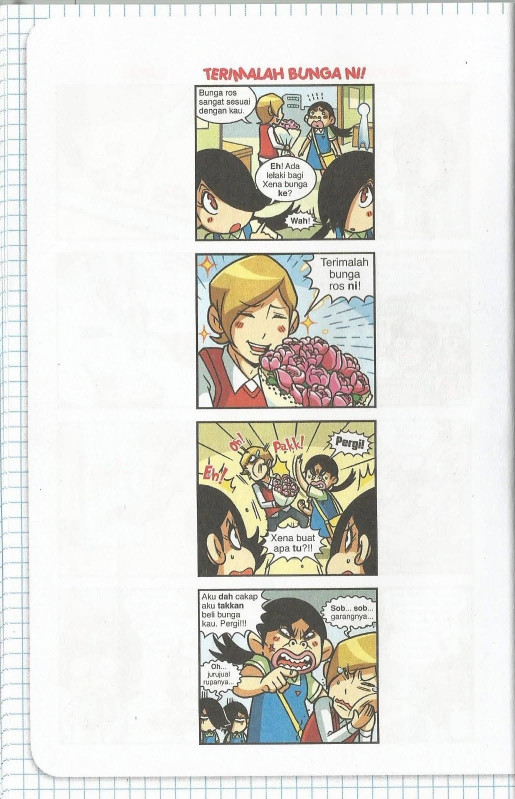 TERIMALAH BUNGA NI!
Bunga ros
sangat sesuai
dengan kau.
Eh! Ada
lelaki bagi
Xena bunga
ke?
Wah!
Terimalah
bunga
ros ni!
Eh!
Oh!
Pakk!
Pergi!
Xena buat
apa tu?!!
Aku dah cakap
aku takkan
beli bunga
kau. Pergi!!!
Sob... sob...
garangnya...
Oh...
jurujual
rupanya...